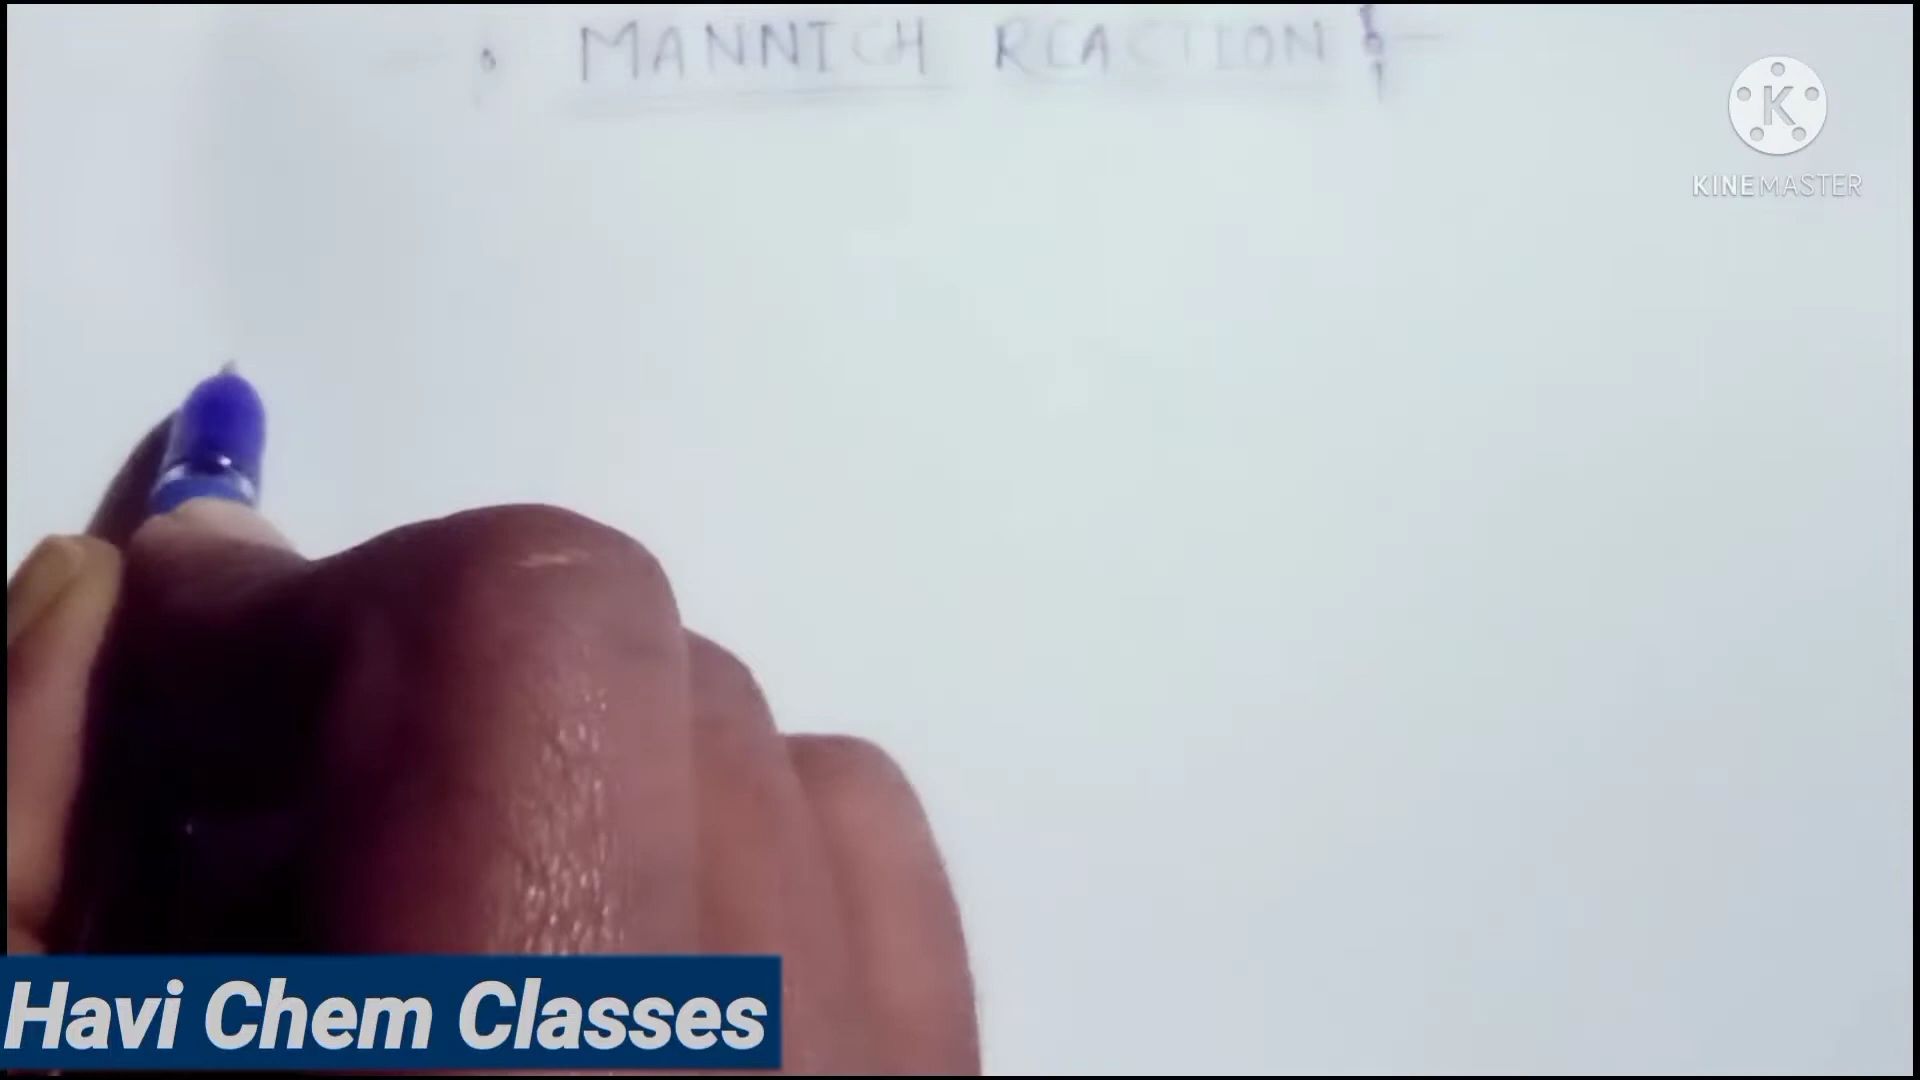 • MANNICH REACTION :-
K
KINEMASTER
Havi Chem Classes